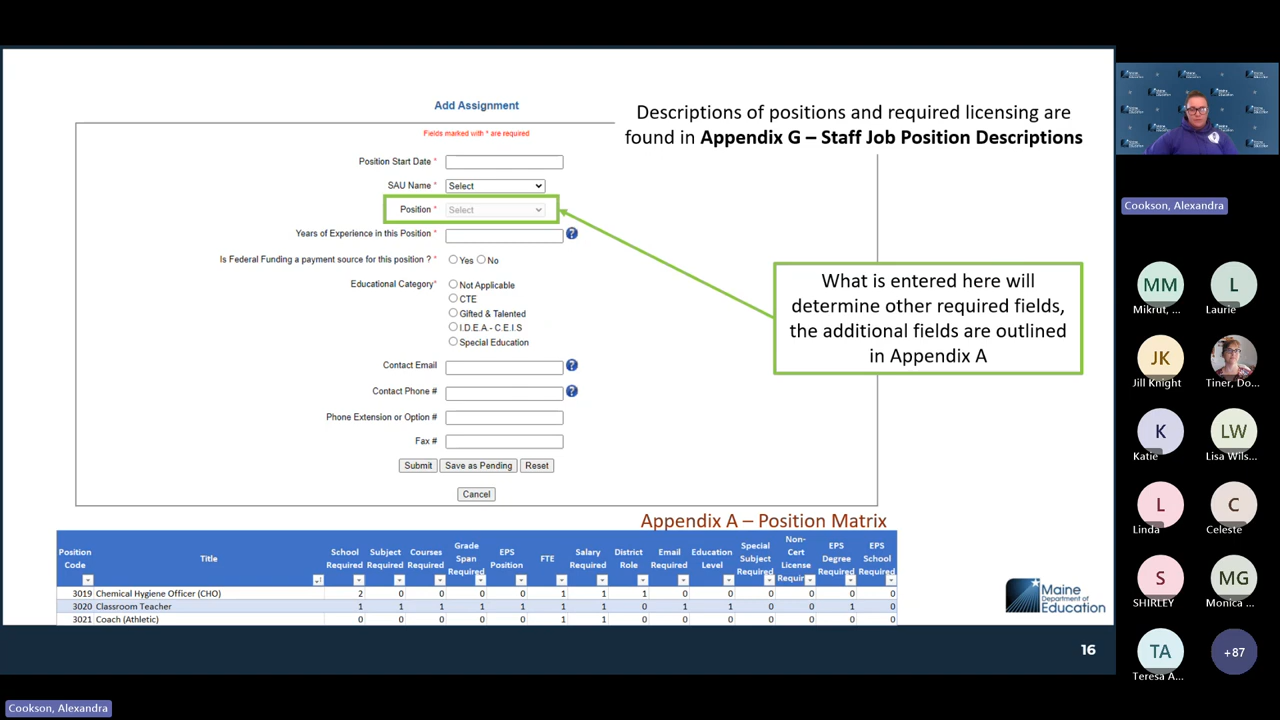 Add Assignment
Fields marked with * are required
Descriptions of positions and required licensing are
found in Appendix G – Staff Job Position Descriptions
Position Start Date *
SAU Name * Select
Position * Select
Years of Experience in this Position *
Is Federal Funding a payment source for this position ? * Yes No
Educational Category* Not Applicable
CTE
Gifted & Talented
I.D.E.A.- C.E.I.S
Special Education
What is entered here will
determine other required fields,
the additional fields are outlined
in Appendix A
Contact Email
Contact Phone #
Phone Extension or Option #
Fax #
Submit Save as Pending Reset
Cancel
Appendix A – Position Matrix
Position Code Title School Required Subject Required Courses Required Grade Span Required EPS Position FTE Salary Required District Role Email Required Education Level Special Subject Required Non-Cert License Requir EPS Degree Required EPS School Required
3019 Chemical Hygiene Officer (CHO) 2 0 0 0 0 1 1 1 0 0 0 0 0 0
3020 Classroom Teacher 1 1 1 1 1 1 1 0 1 1 0 0 1 0
3021 Coach (Athletic) 0 0 0 0 0 1 1 0 0 0 0 0 0 0
Maine
Department of
Education
16
Cookson, Alexandra
MM
Mikrut, ...
L
Laurie
JK
Jill Knight
Tiner, Do...
K
Katie
LW
Lisa Wils...
L
Linda
C
Celeste
S
SHIRLEY
MG
Monica ...
TA
Teresa A...
+87
Cookson, Alexandra